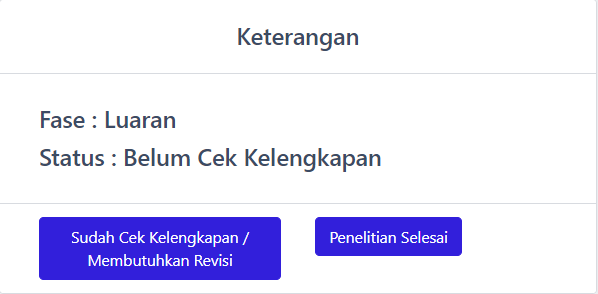 Keterangan
Fase : Luaran
Status : Belum Cek Kelengkapan
Sudah Cek Kelengkapan /
Membutuhkan Revisi
Penelitian Selesai